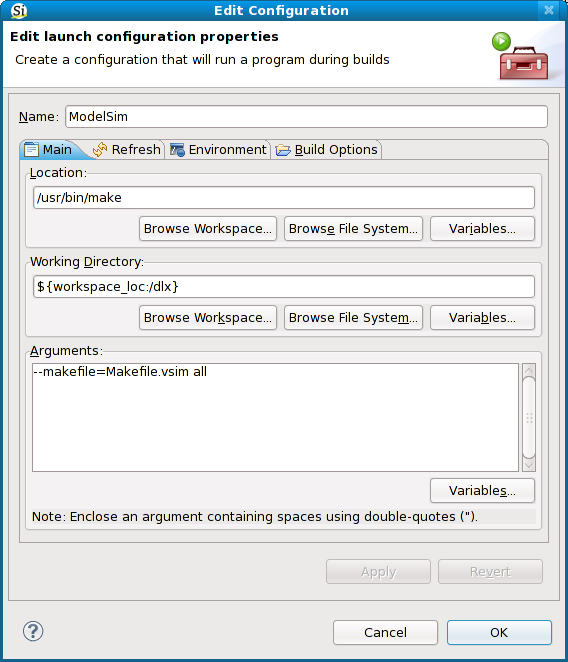 Si Edit Configuration
Edit launch configuration properties
Create a configuration that will run a program during builds
Name: ModelSim
Main Refresh Environment Build Options
Location:
/usr/bin/make
Browse Workspace... Browse File System... Variables...
Working Directory:
${workspace_loc:/dlx}
Browse Workspace... Browse File System... Variables...
Arguments:
--makefile=Makefile.vsim all
Variables...
Note: Enclose an argument containing spaces using double-quotes (").
Apply Revert
? Cancel OK